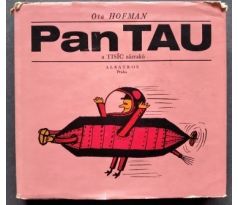 Ota HOFMAN
Pan TAU
a TISÍC zázraků
ALBATROS
Praha